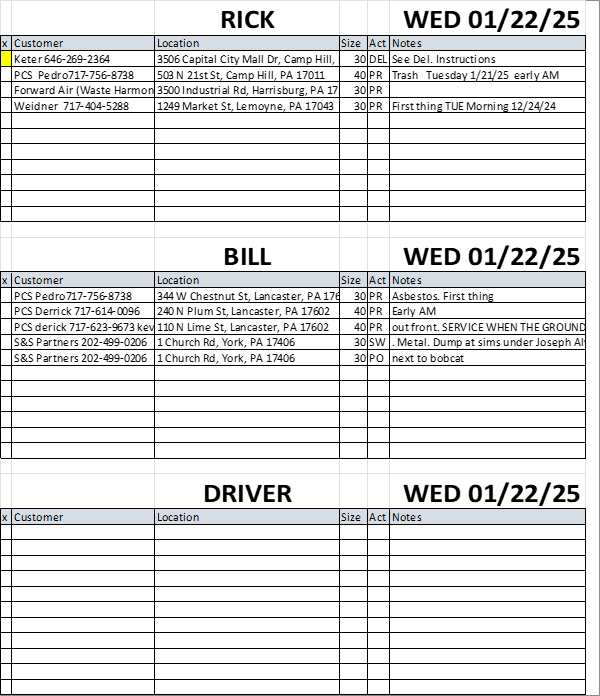 RICK WED 01/22/25
x Customer Location Size Act Notes
Keter 646-269-2364 3506 Capital City Mall Dr, Camp Hill, 30 DEL See Del. Instructions
PCS Pedro717-756-8738 503 N 21st St, Camp Hill, PA 17011 40 PR Trash Tuesday 1/21/25 early AM
Forward Air (Waste Harmon 3500 Industrial Rd, Harrisburg, PA 17 30 PR
Weidner 717-404-5288 1249 Market St, Lemoyne, PA 17043 30 PR First thing TUE Morning 12/24/24
BILL WED 01/22/25
x Customer Location Size Act Notes
PCS Pedro717-756-8738 344 W Chestnut St, Lancaster, PA 176 30 PR Asbestos. First thing
PCS Derrick 717-614-0096 240 N Plum St, Lancaster, PA 17602 40 PR Early AM
PCS derick 717-623-9673 kev 110 N Lime St, Lancaster, PA 17602 40 PR out front. SERVICE WHEN THE GROUND
S&S Partners 202-499-0206 1 Church Rd, York, PA 17406 30 SW . Metal. Dump at sims under Joseph Al
S&S Partners 202-499-0206 1 Church Rd, York, PA 17406 30 PO next to bobcat
DRIVER WED 01/22/25
x Customer Location Size Act Notes